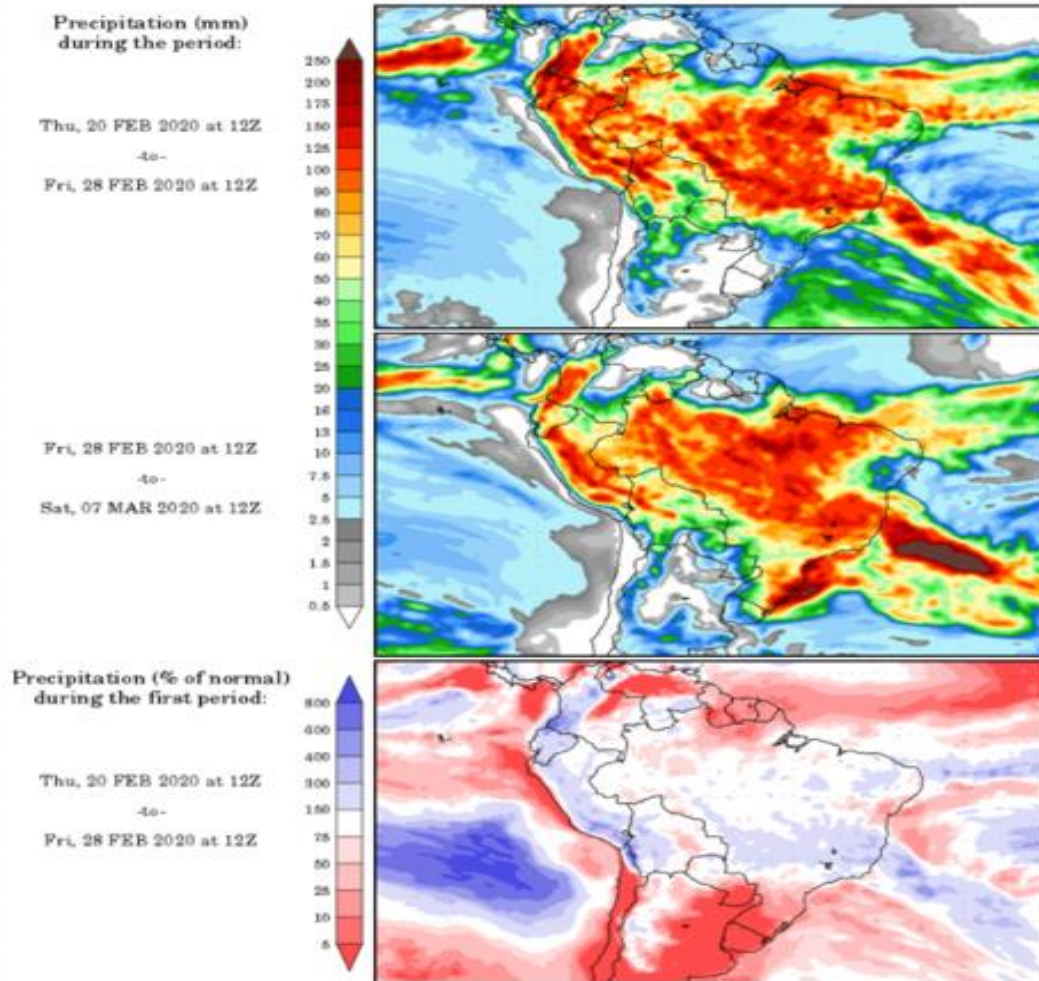 Precipitation (mm)
during the period:
Thu, 20 FEB 2020 at 12Z
-to-
Fri, 28 FEB 2020 at 12Z
Fri, 28 FEB 2020 at 12Z
-to-
Sat, 07 MAR 2020 at 12Z
250
200
175
150
125
100
90
80
70
60
50
40
35
30
25
20
16
13
10
7.5
5
2.5
2
1.5
1
0.5
Precipitation (% of normal)
during the first period:
Thu, 20 FEB 2020 at 12Z
-to-
Fri, 28 FEB 2020 at 12Z
800
600
400
300
150
75
50
25
10
5